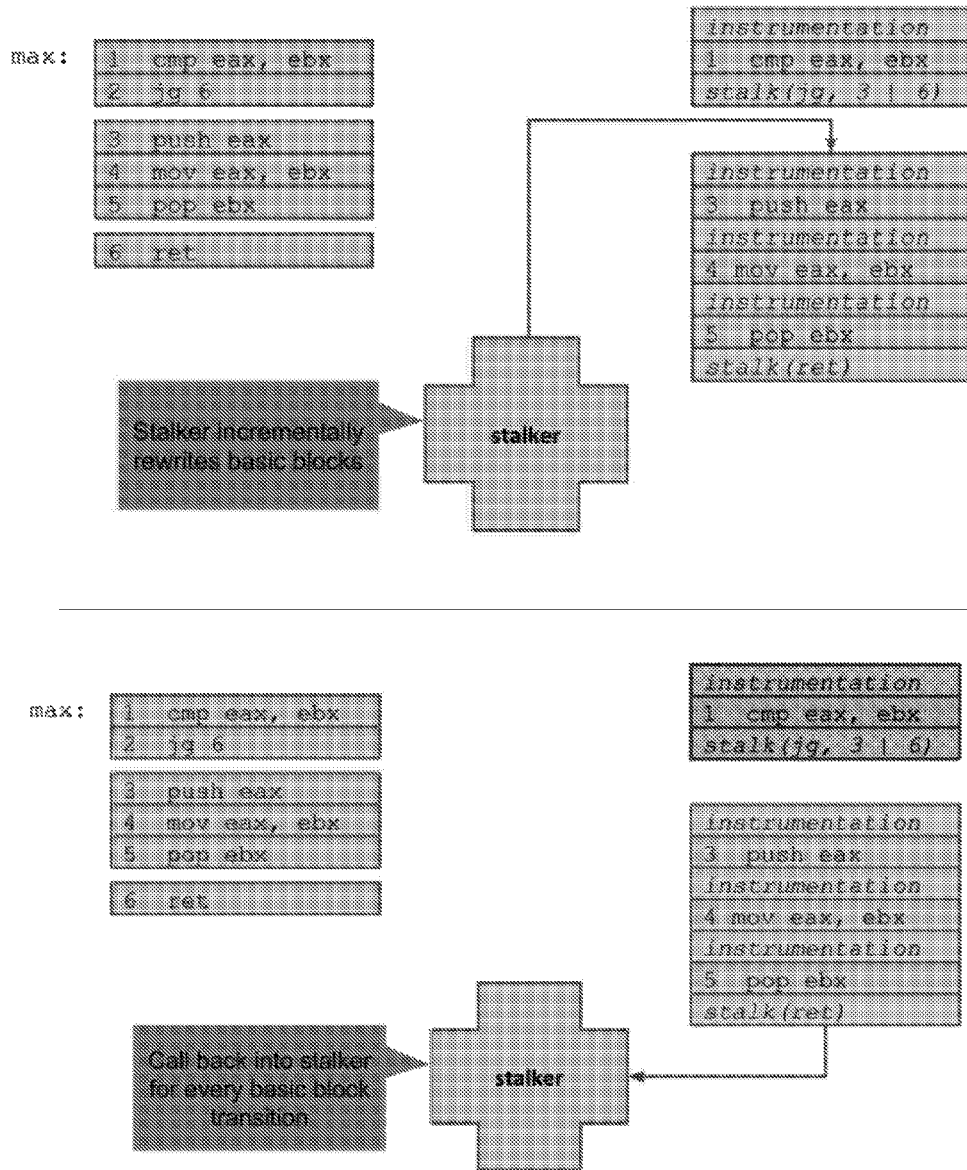 max:
1 cmp eax, ebx
2 jg 6
3 push eax
4 mov eax, ebx
5 pop ebx
6 ret
instrumentation
1 cmp eax, ebx
stalk(jg, 3 | 6)
instrumentation
3 push eax
instrumentation
4 mov eax, ebx
instrumentation
5 pop ebx
stalk(ret)
Stalker incrementally
rewrites basic blocks
stalker
max:
1 cmp eax, ebx
2 jg 6
3 push eax
4 mov eax, ebx
5 pop ebx
6 ret
instrumentation
1 cmp eax, ebx
stalk(jg, 3 | 6)
instrumentation
3 push eax
instrumentation
4 mov eax, ebx
instrumentation
5 pop ebx
stalk(ret)
Call back into stalker
for every basic block
transition
stalker